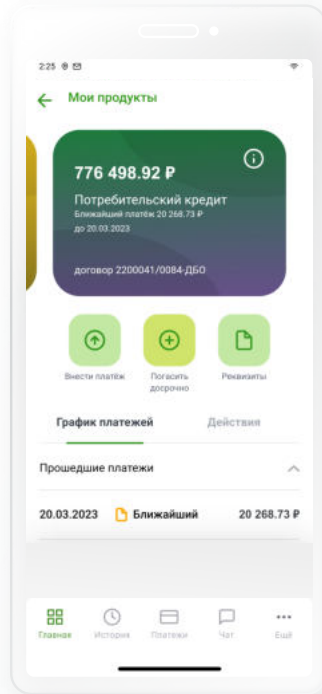 2:25
Мои продукты
776 498.92 ₽
Потребительский кредит
Ближайший платёж 20 268.73 ₽
до 20.03.2023
договор 2200041/0084-ДБО
Внести платёж
Погасить
досрочно
Реквизиты
График платежей
Действия
Прошедшие платежи
20.03.2023 Ближайший 20 268.73 ₽
Главная История Платежи Чат Ещё